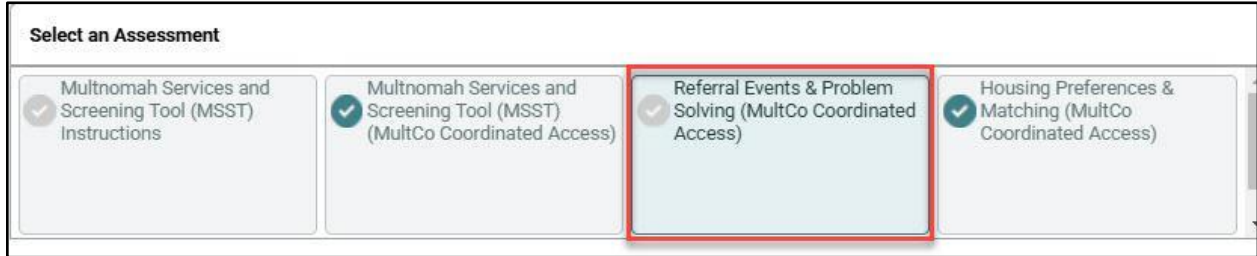 Select an Assessment
Multnomah Services and
Screening Tool (MSST)
Instructions
Multnomah Services and
Screening Tool (MSST)
(MultCo Coordinated Access)
Referral Events & Problem
Solving (MultCo Coordinated
Access)
Housing Preferences &
Matching (MultCo
Coordinated Access)